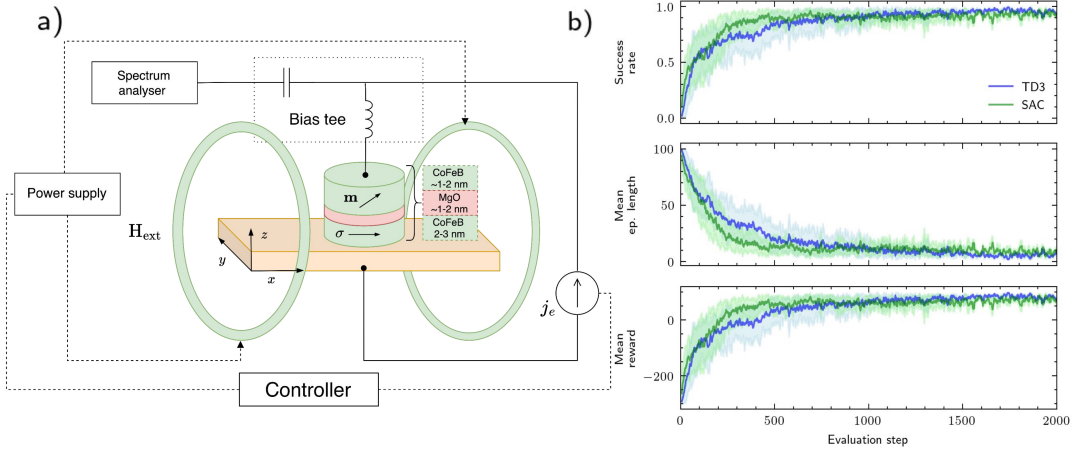 a)
Spectrum
analyser
Bias tee
Power supply
H_ext
CoFeB
~1-2 nm
MgO
~1-2 nm
CoFeB
2-3 nm
m
σ
z
y
x
j_e
Controller
b)
Success
rate
1.0
0.5
0.0
TD3
SAC
Mean
ep. length
100
50
0
Mean
reward
0
−200
0
500
1000
1500
2000
Evaluation step